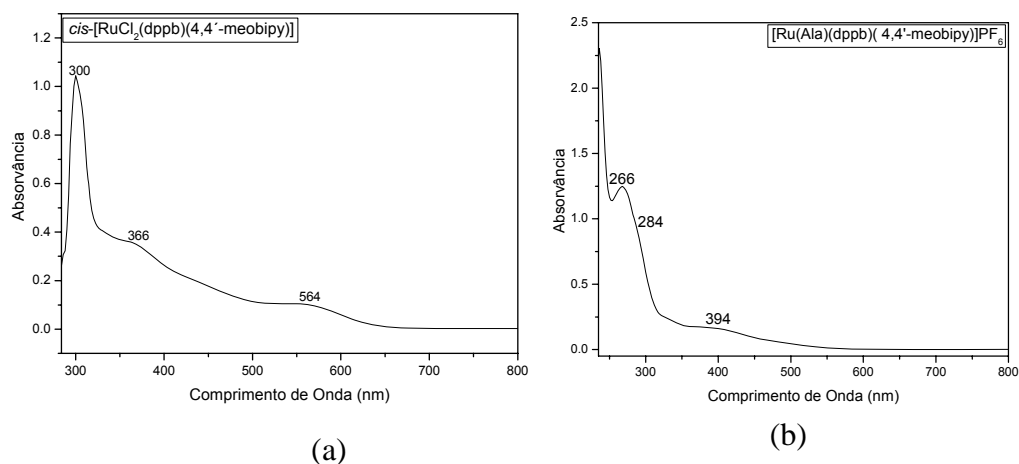 cis-[RuCl₂(dppb)(4,4´-meobipy)]
1.2
1.0
0.8
0.6
0.4
0.2
0.0
Absorvância
300
366
564
300 400 500 600 700 800
Comprimento de Onda (nm)
(a)
[Ru(Ala)(dppb)( 4,4'-meobipy)]PF₆
2.5
2.0
1.5
1.0
0.5
0.0
Absorvância
266
284
394
300 400 500 600 700 800
Comprimento de Onda (nm)
(b)